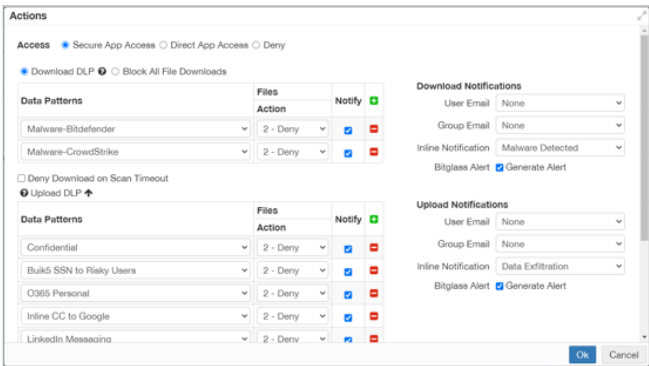 Actions
Access Secure App Access Direct App Access Deny
Download DLP ? Block All File Downloads
Data Patterns Files Action Notify
Malware-Bitdefender 2 - Deny
Malware-CrowdStrike 2 - Deny
Deny Download on Scan Timeout
? Upload DLP
Data Patterns Files Action Notify
Confidential 2 - Deny
Bulk5 SSN to Risky Users 2 - Deny
O365 Personal 2 - Deny
Inline CC to Google 2 - Deny
LinkedIn Messaging 2 - Deny
Download Notifications
User Email None
Group Email None
Inline Notification Malware Detected
Bitglass Alert Generate Alert
Upload Notifications
User Email None
Group Email None
Inline Notification Data Exfiltration
Bitglass Alert Generate Alert
Ok Cancel